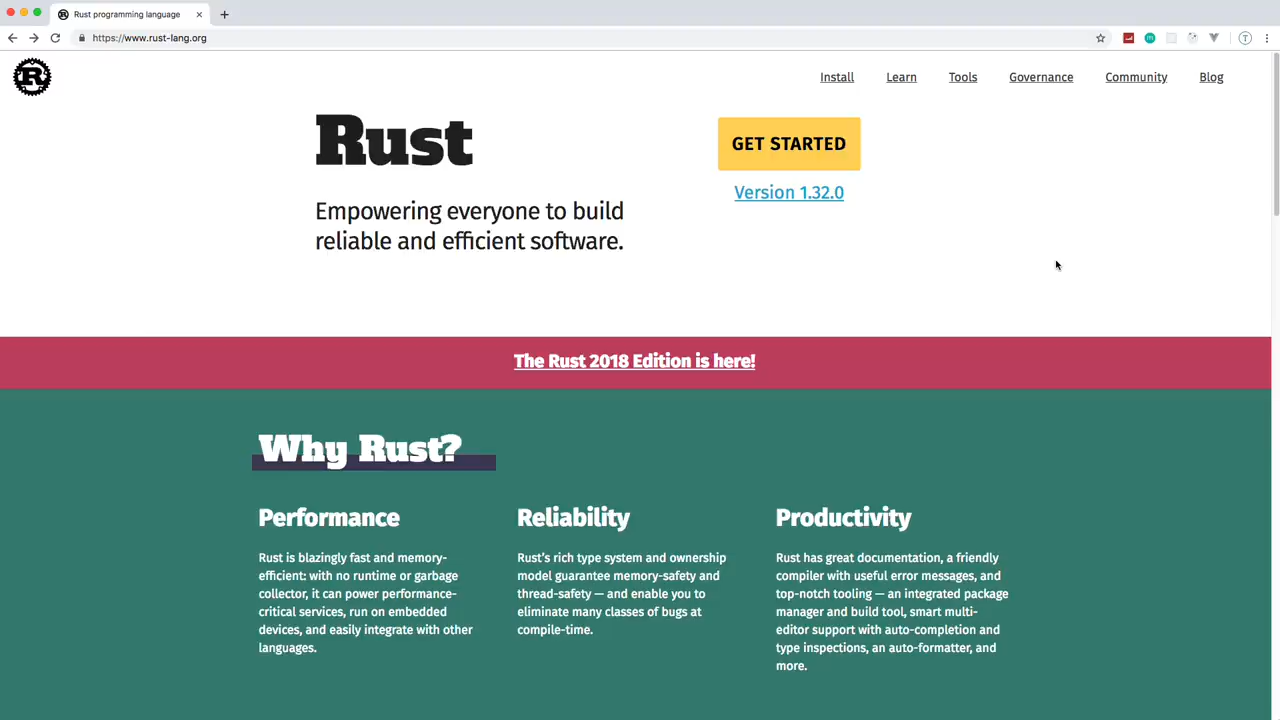 Rust programming language
https://www.rust-lang.org
T
R
Install Learn Tools Governance Community Blog
Rust
GET STARTED
Version 1.32.0
Empowering everyone to build
reliable and efficient software.
The Rust 2018 Edition is here!
Why Rust?
Performance
Rust is blazingly fast and memory-
efficient: with no runtime or garbage
collector, it can power performance-
critical services, run on embedded
devices, and easily integrate with other
languages.
Reliability
Rust’s rich type system and ownership
model guarantee memory-safety and
thread-safety — and enable you to
eliminate many classes of bugs at
compile-time.
Productivity
Rust has great documentation, a friendly
compiler with useful error messages, and
top-notch tooling — an integrated package
manager and build tool, smart multi-
editor support with auto-completion and
type inspections, an auto-formatter, and
more.